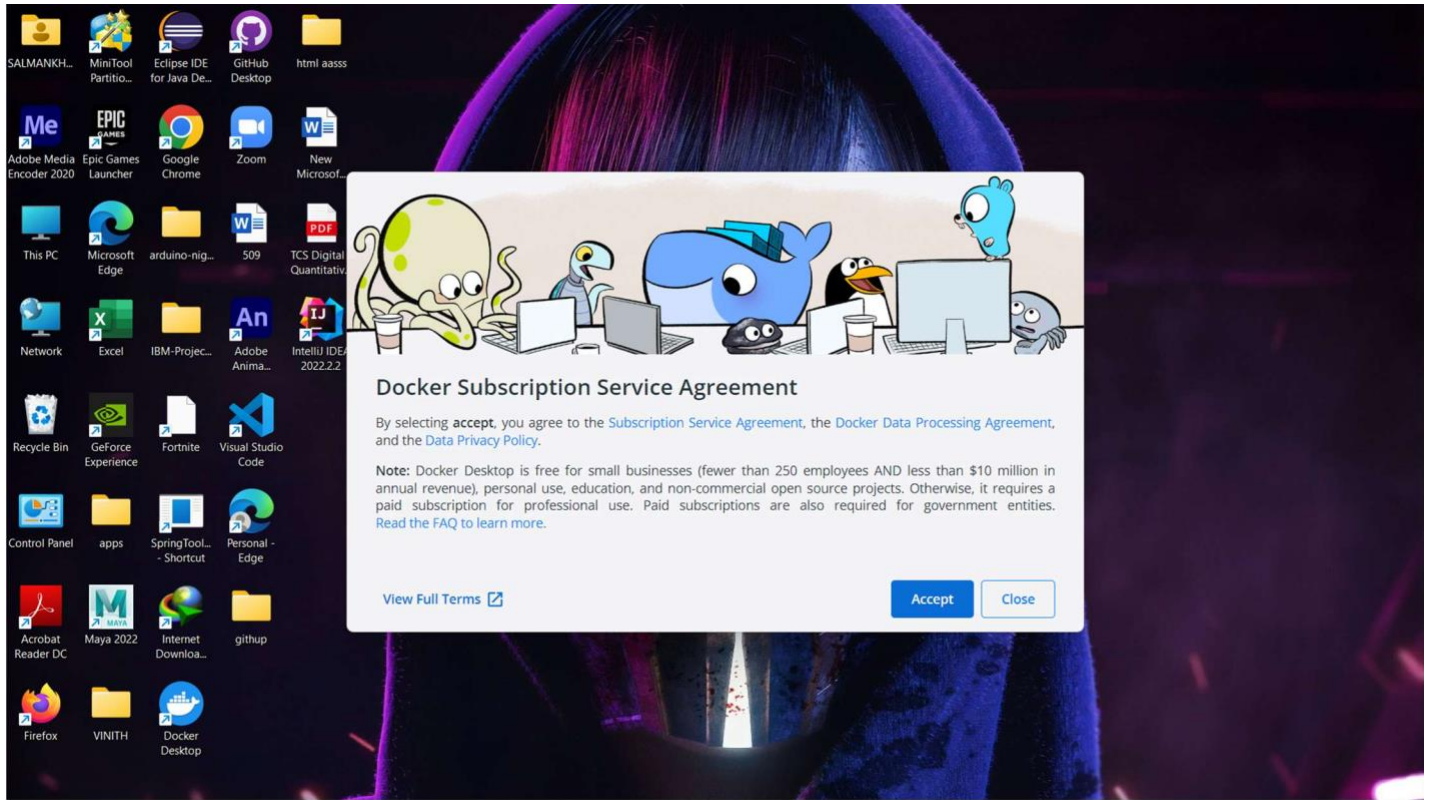 SALMANKH...
MiniTool
Partitio...
Eclipse IDE
for Java De...
GitHub
Desktop
html aasss
Me
Adobe Media
Encoder 2020
EPIC
GAMES
Epic Games
Launcher
Google
Chrome
Zoom
W
New
Microsof...
This PC
Microsoft
Edge
arduino-nig...
W
509
PDF
TCS Digital
Quantitativ...
Network
X
Excel
IBM-Projec...
An
Adobe
Anima...
IJ
IntelliJ IDEA
2022.2.2
Recycle Bin
GeForce
Experience
Fortnite
Visual Studio
Code
Control Panel
apps
SpringTool...
- Shortcut
Personal -
Edge
Acrobat
Reader DC
M
MAYA
Maya 2022
Internet
Downloa...
githup
Firefox
VINITH
Docker
Desktop
Docker Subscription Service Agreement
By selecting accept, you agree to the Subscription Service Agreement, the Docker Data Processing Agreement,
and the Data Privacy Policy.
Note: Docker Desktop is free for small businesses (fewer than 250 employees AND less than $10 million in
annual revenue), personal use, education, and non-commercial open source projects. Otherwise, it requires a
paid subscription for professional use. Paid subscriptions are also required for government entities.
Read the FAQ to learn more.
View Full Terms
Accept
Close